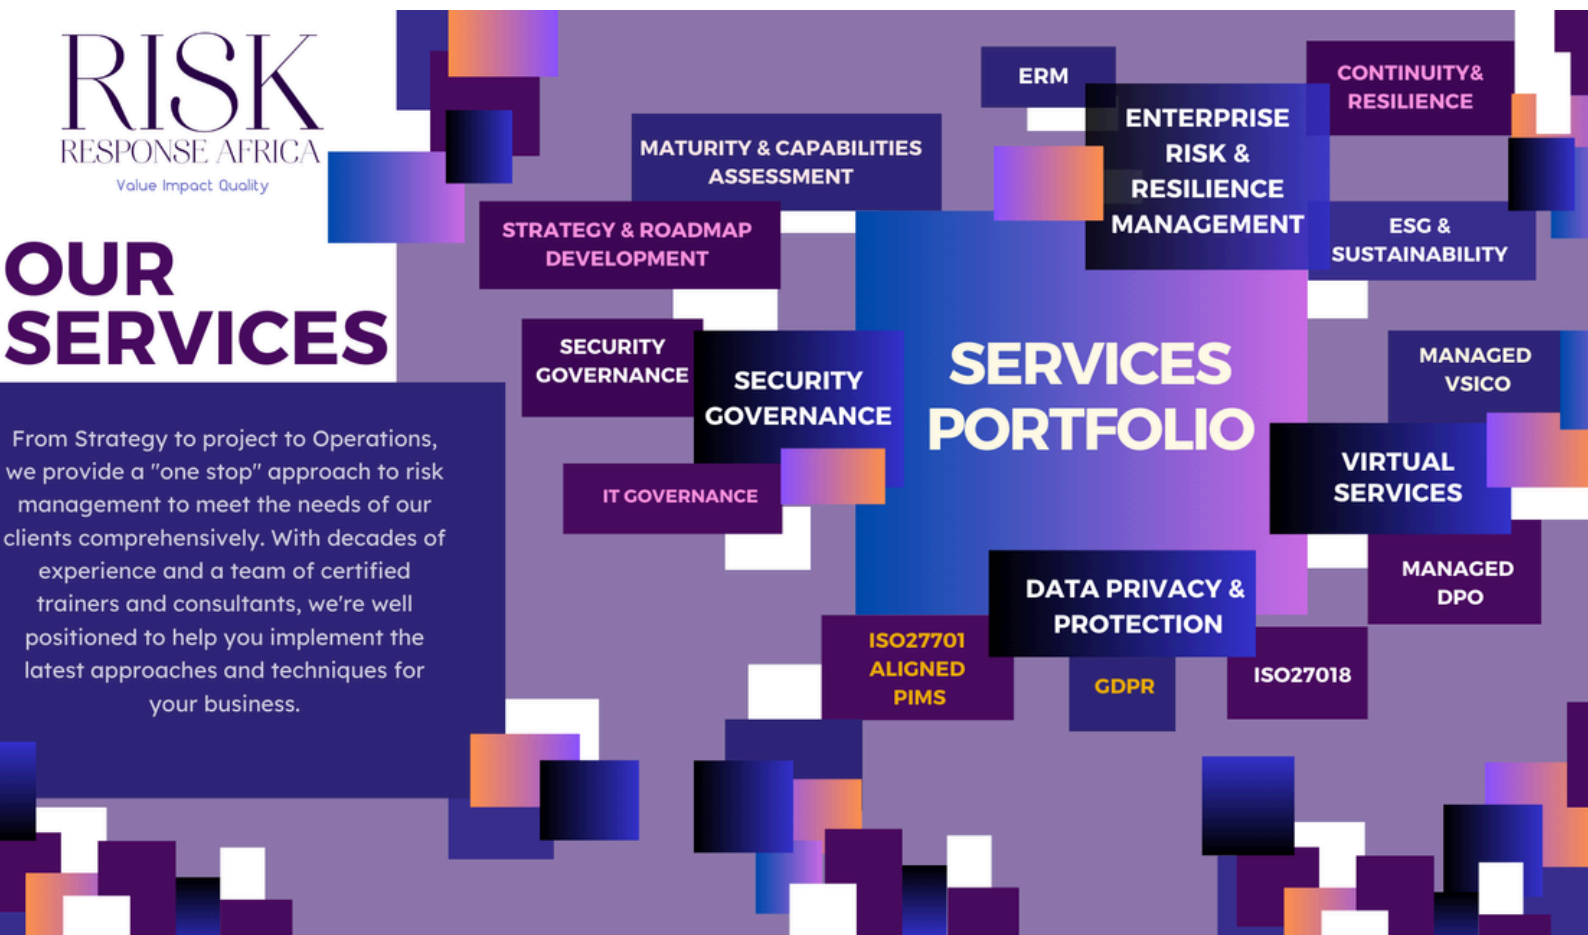 RISK
RESPONSE AFRICA
Value Impact Quality
OUR
SERVICES
From Strategy to project to Operations,
we provide a "one stop" approach to risk
management to meet the needs of our
clients comprehensively. With decades of
experience and a team of certified
trainers and consultants, we're well
positioned to help you implement the
latest approaches and techniques for
your business.
SERVICES
PORTFOLIO
ERM
ENTERPRISE
RISK &
RESILIENCE
MANAGEMENT
CONTINUITY&
RESILIENCE
ESG &
SUSTAINABILITY
MATURITY & CAPABILITIES
ASSESSMENT
STRATEGY & ROADMAP
DEVELOPMENT
SECURITY
GOVERNANCE
SECURITY
GOVERNANCE
IT GOVERNANCE
MANAGED
VSICO
VIRTUAL
SERVICES
MANAGED
DPO
DATA PRIVACY &
PROTECTION
ISO27701
ALIGNED
PIMS
GDPR
ISO27018